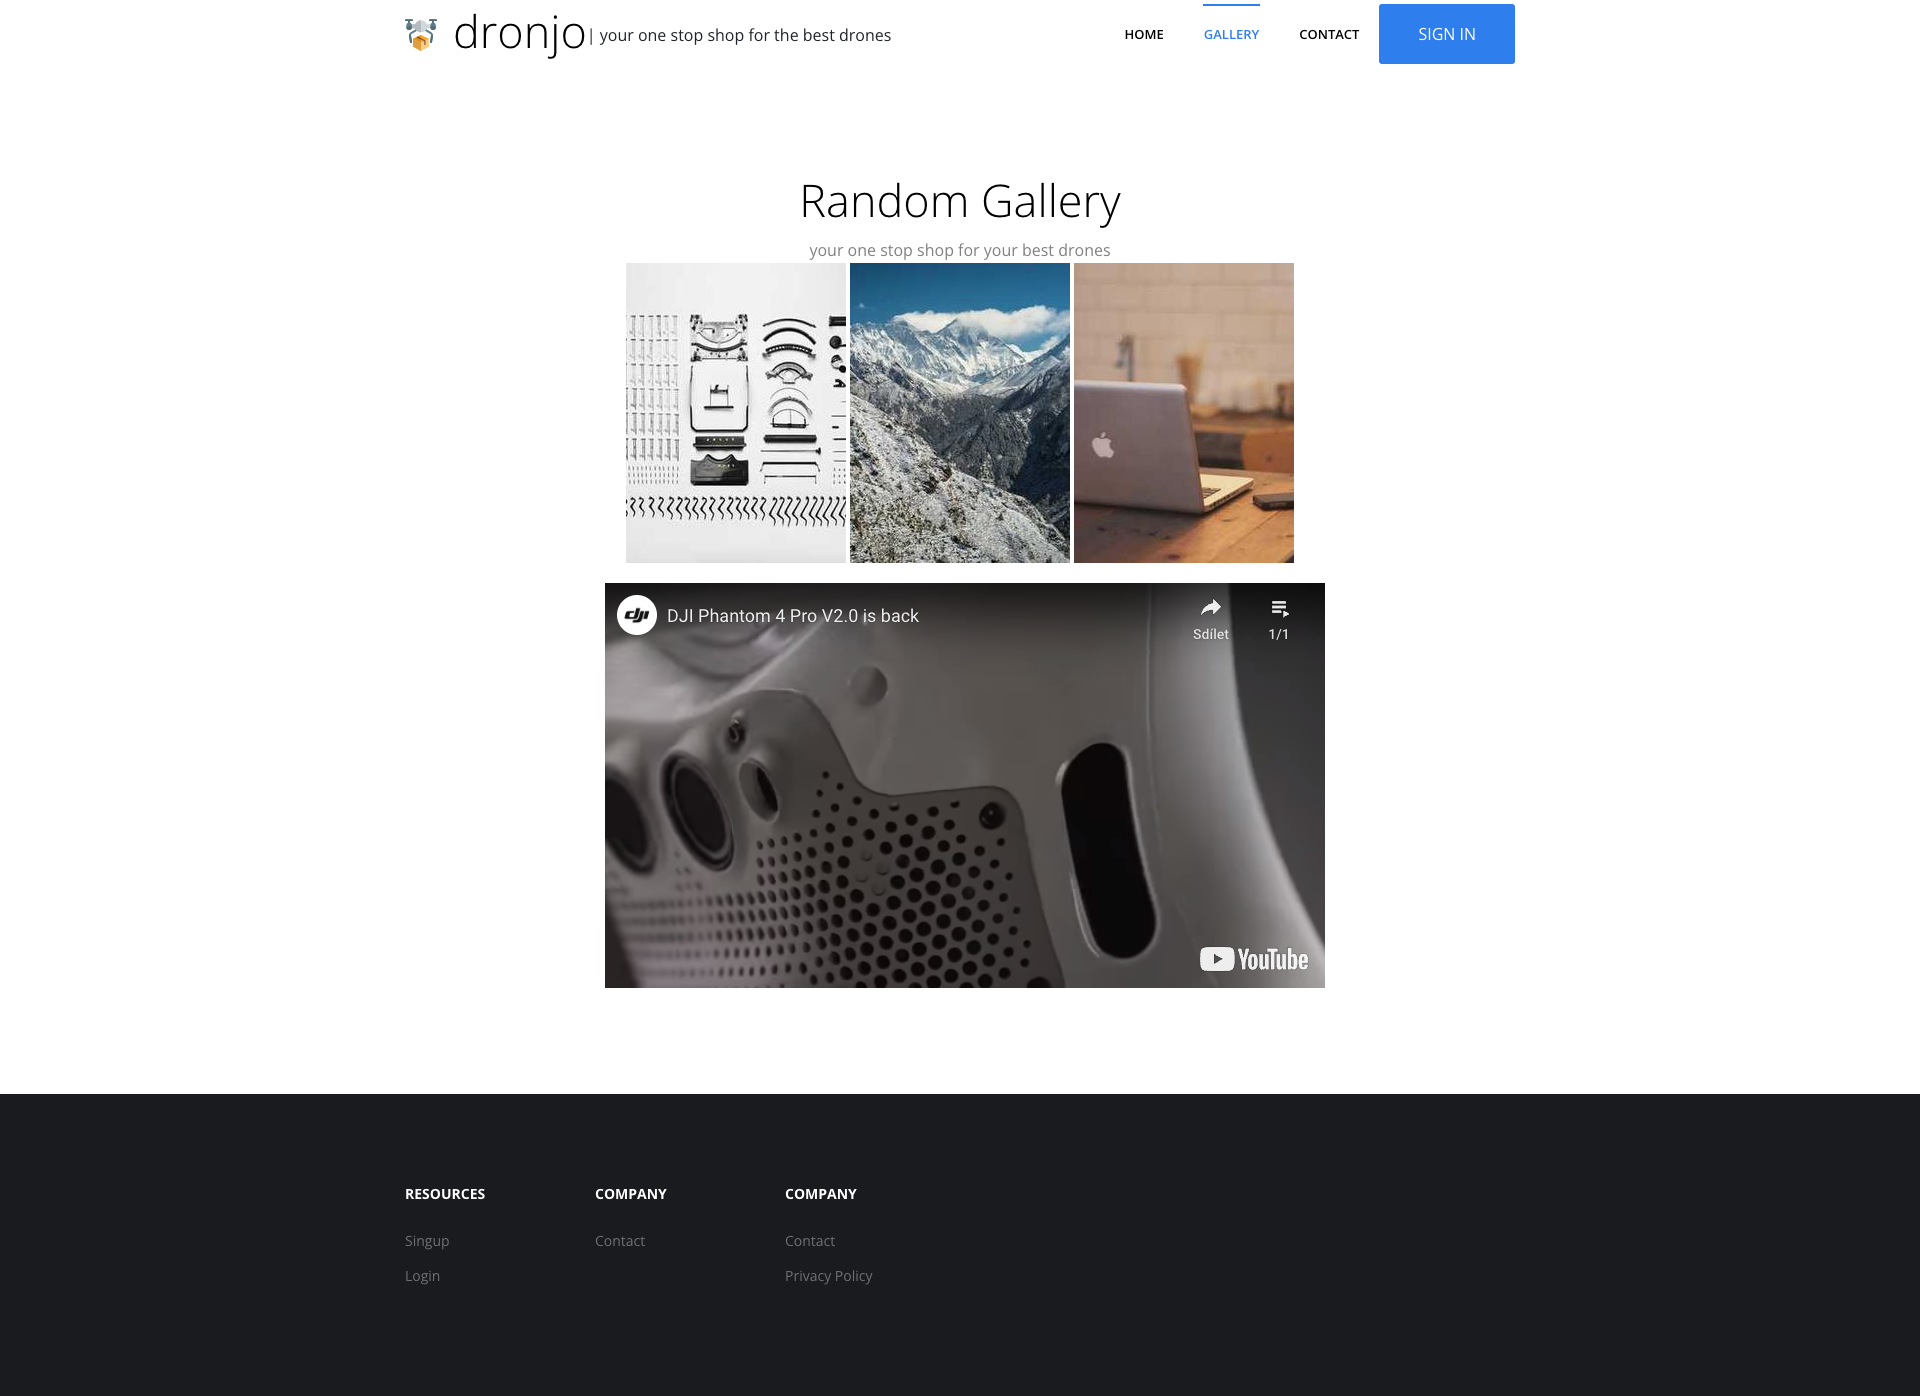 dronjo | your one stop shop for the best drones
HOME
GALLERY
CONTACT
SIGN IN
Random Gallery
your one stop shop for your best drones
dji
DJI Phantom 4 Pro V2.0 is back
Sdílet
1/1
YouTube
RESOURCES
Singup
Login
COMPANY
Contact
COMPANY
Contact
Privacy Policy